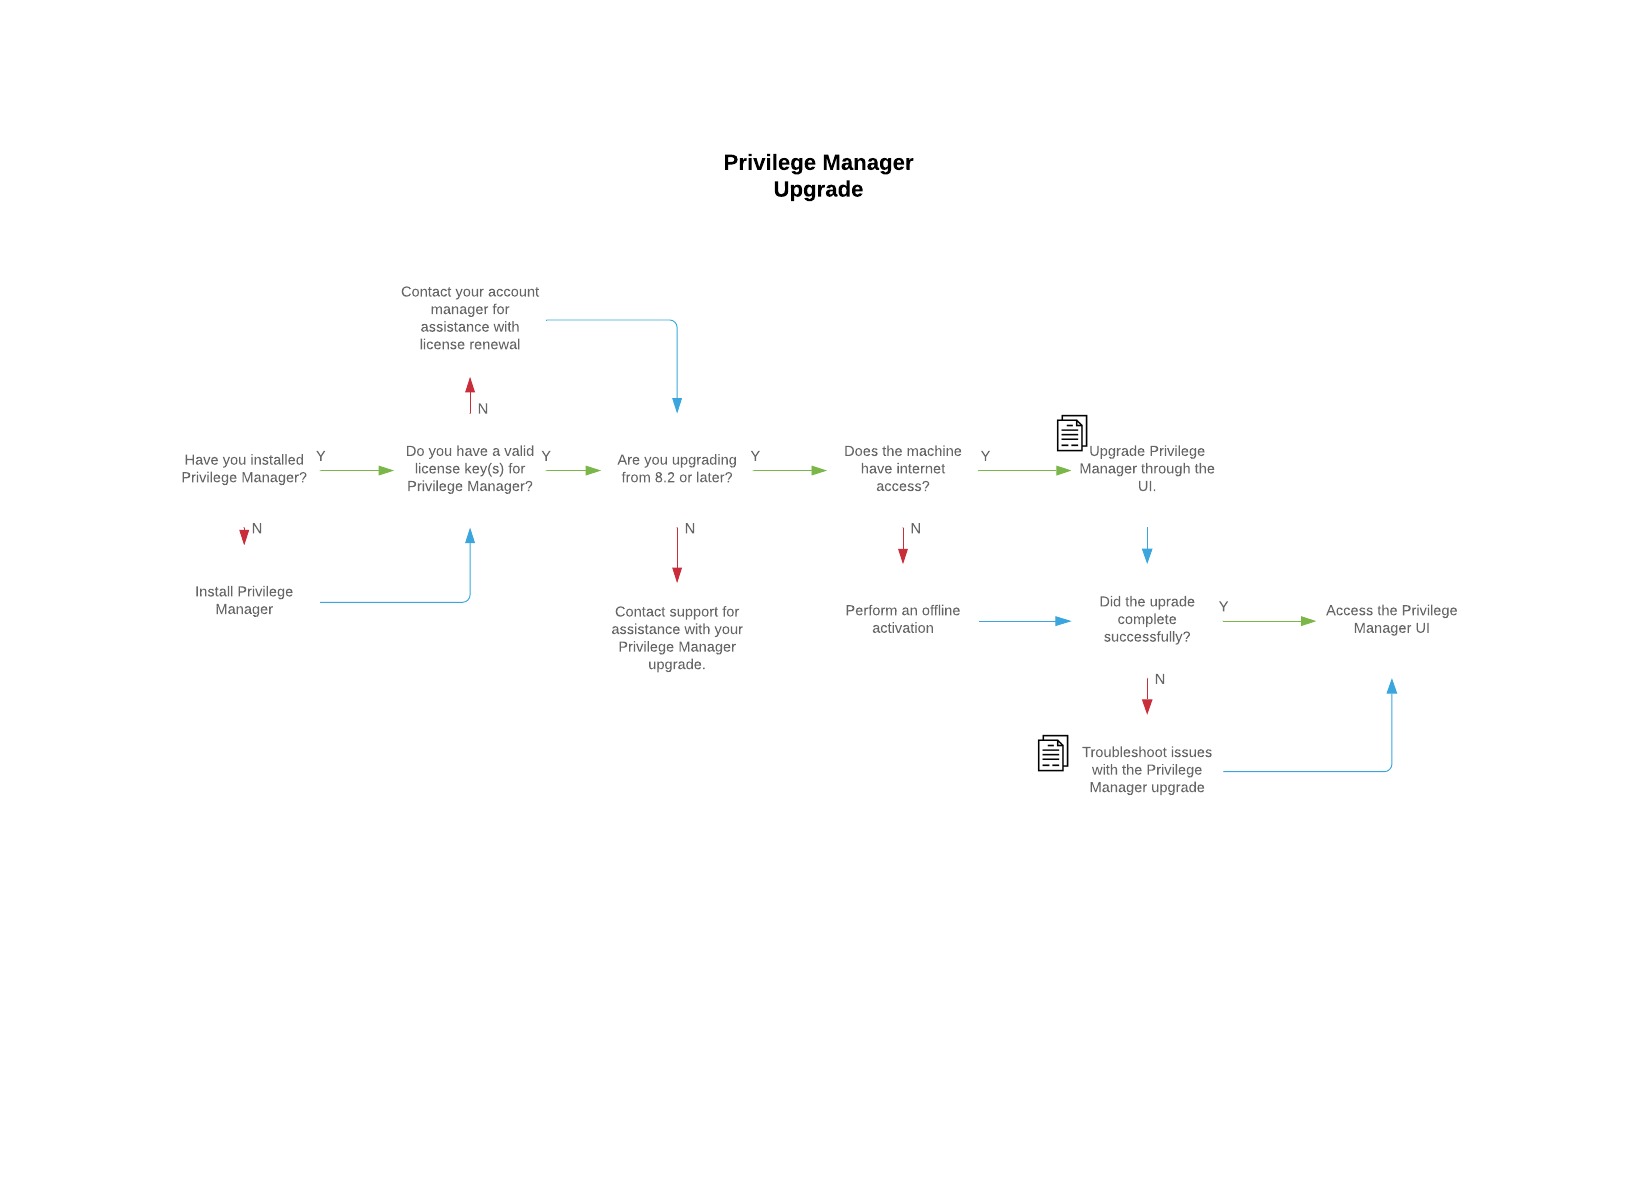 Privilege Manager
Upgrade
Contact your account
manager for
assistance with
license renewal
N
Have you installed
Privilege Manager?
Y
Do you have a valid
license key(s) for
Privilege Manager?
Y
Are you upgrading
from 8.2 or later?
Y
Does the machine
have internet
access?
Y
Upgrade Privilege
Manager through the
UI.
N
N
N
Install Privilege
Manager
Contact support for
assistance with your
Privilege Manager
upgrade.
Perform an offline
activation
Did the uprade
complete
successfully?
Y
Access the Privilege
Manager UI
N
Troubleshoot issues
with the Privilege
Manager upgrade